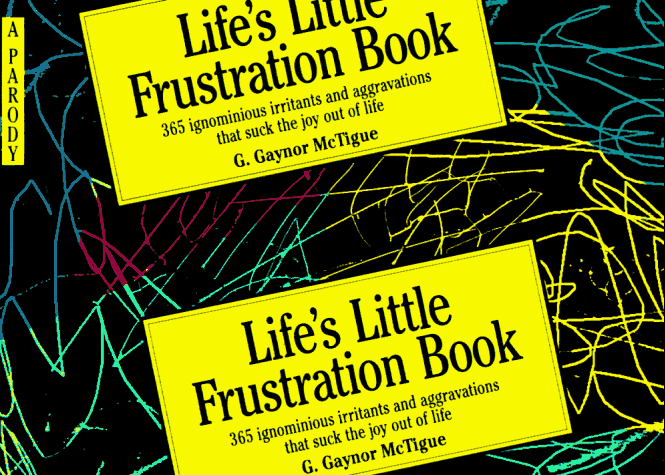 A PARODY
Life's Little
Frustration Book
365 ignominious irritants and aggravations
that suck the joy out of life
G. Gaynor McTigue
Life's Little
Frustration Book
365 ignominious irritants and aggravations
that suck the joy out of life
G. Gaynor McTigue